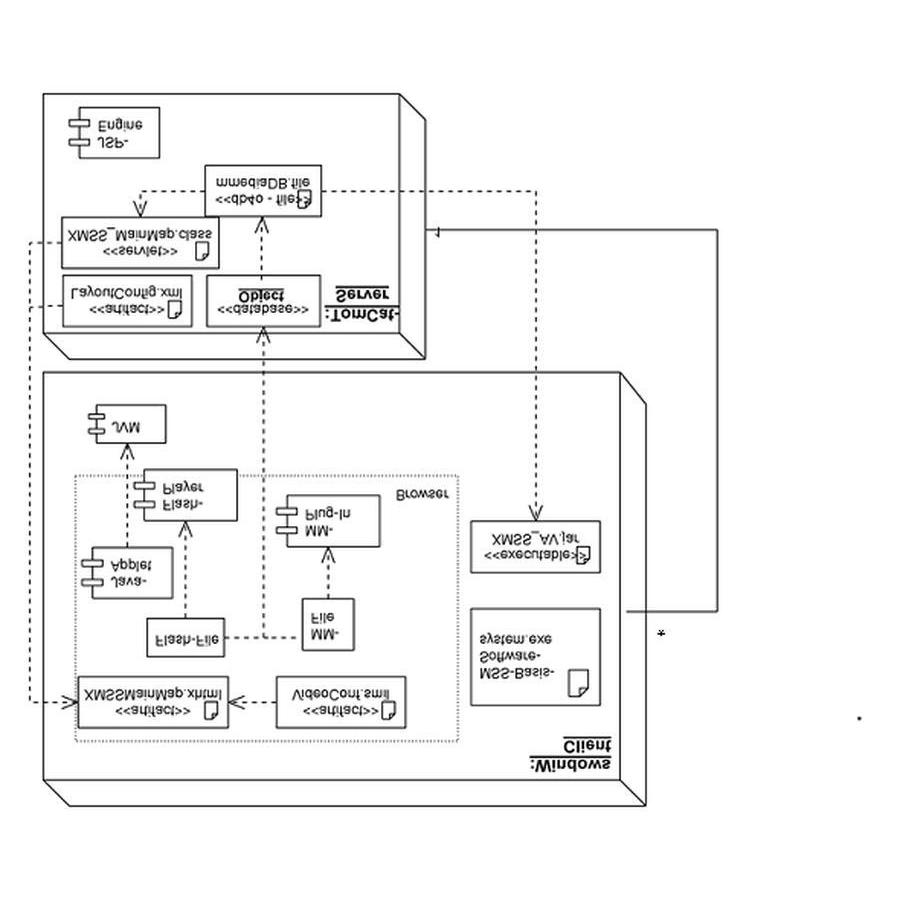 :Windows
Client
<<artifact>>
XMSSMainMap.xhtml
<<artifact>>
VideoConf.smil
MSS-Basis-
Software-
system.exe
Flash-File
MM-
File
Java-
Applet
<<executable>>
XMSS_AV.jar
MM-
Plug-In
Flash-
Player
Browser
JVM
*
:TomCat-
Server
<<artifact>>
LayoutConfig.xml
<<database>>
Object
<<servlet>>
XMSS_MainMap.class
<<db4o - file>>
mmediaDB.file
JSP-
Engine
1